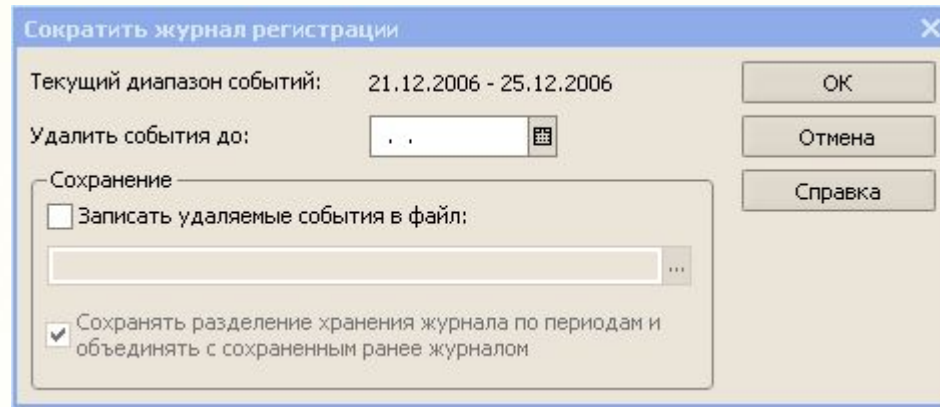 Сократить журнал регистрации
Текущий диапазон событий: 21.12.2006 - 25.12.2006
ОК
Удалить события до: . .
Отмена
Сохранение
Справка
Записать удаляемые события в файл:
...
Сохранять разделение хранения журнала по периодам и
объединять с сохраненным ранее журналом